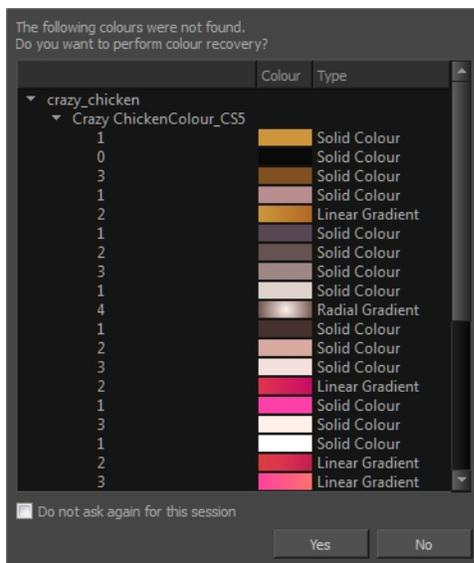 The following colours were not found.
Do you want to perform colour recovery?
Colour Type
crazy_chicken
Crazy ChickenColour_CS5
1 Solid Colour
0 Solid Colour
3 Solid Colour
1 Solid Colour
2 Linear Gradient
1 Solid Colour
2 Solid Colour
3 Solid Colour
1 Solid Colour
4 Radial Gradient
1 Solid Colour
2 Solid Colour
3 Solid Colour
2 Linear Gradient
1 Solid Colour
3 Solid Colour
1 Solid Colour
2 Linear Gradient
3 Linear Gradient
Do not ask again for this session
Yes No